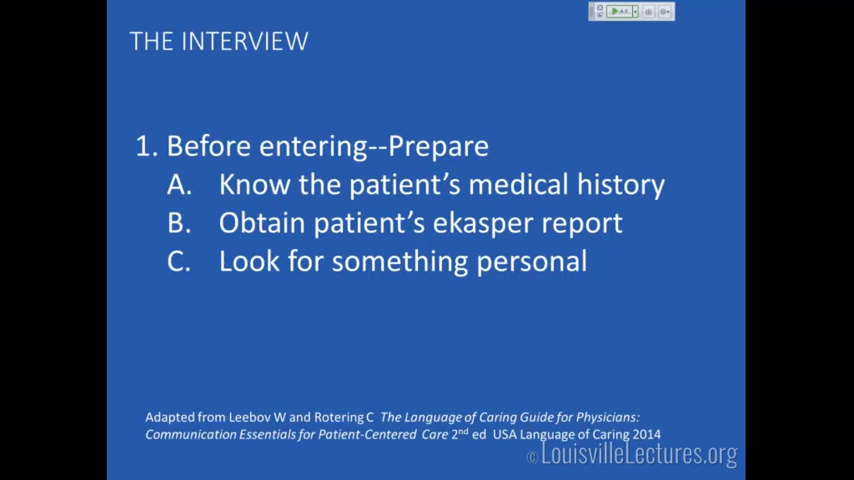 THE INTERVIEW
1. Before entering--Prepare
A. Know the patient's medical history
B. Obtain patient's ekasper report
C. Look for something personal
Adapted from Leebov W and Rotering C The Language of Caring Guide for Physicians:
Communication Essentials for Patient-Centered Care 2nd ed USA Language of Caring 2014
© LouisvilleLectures.org